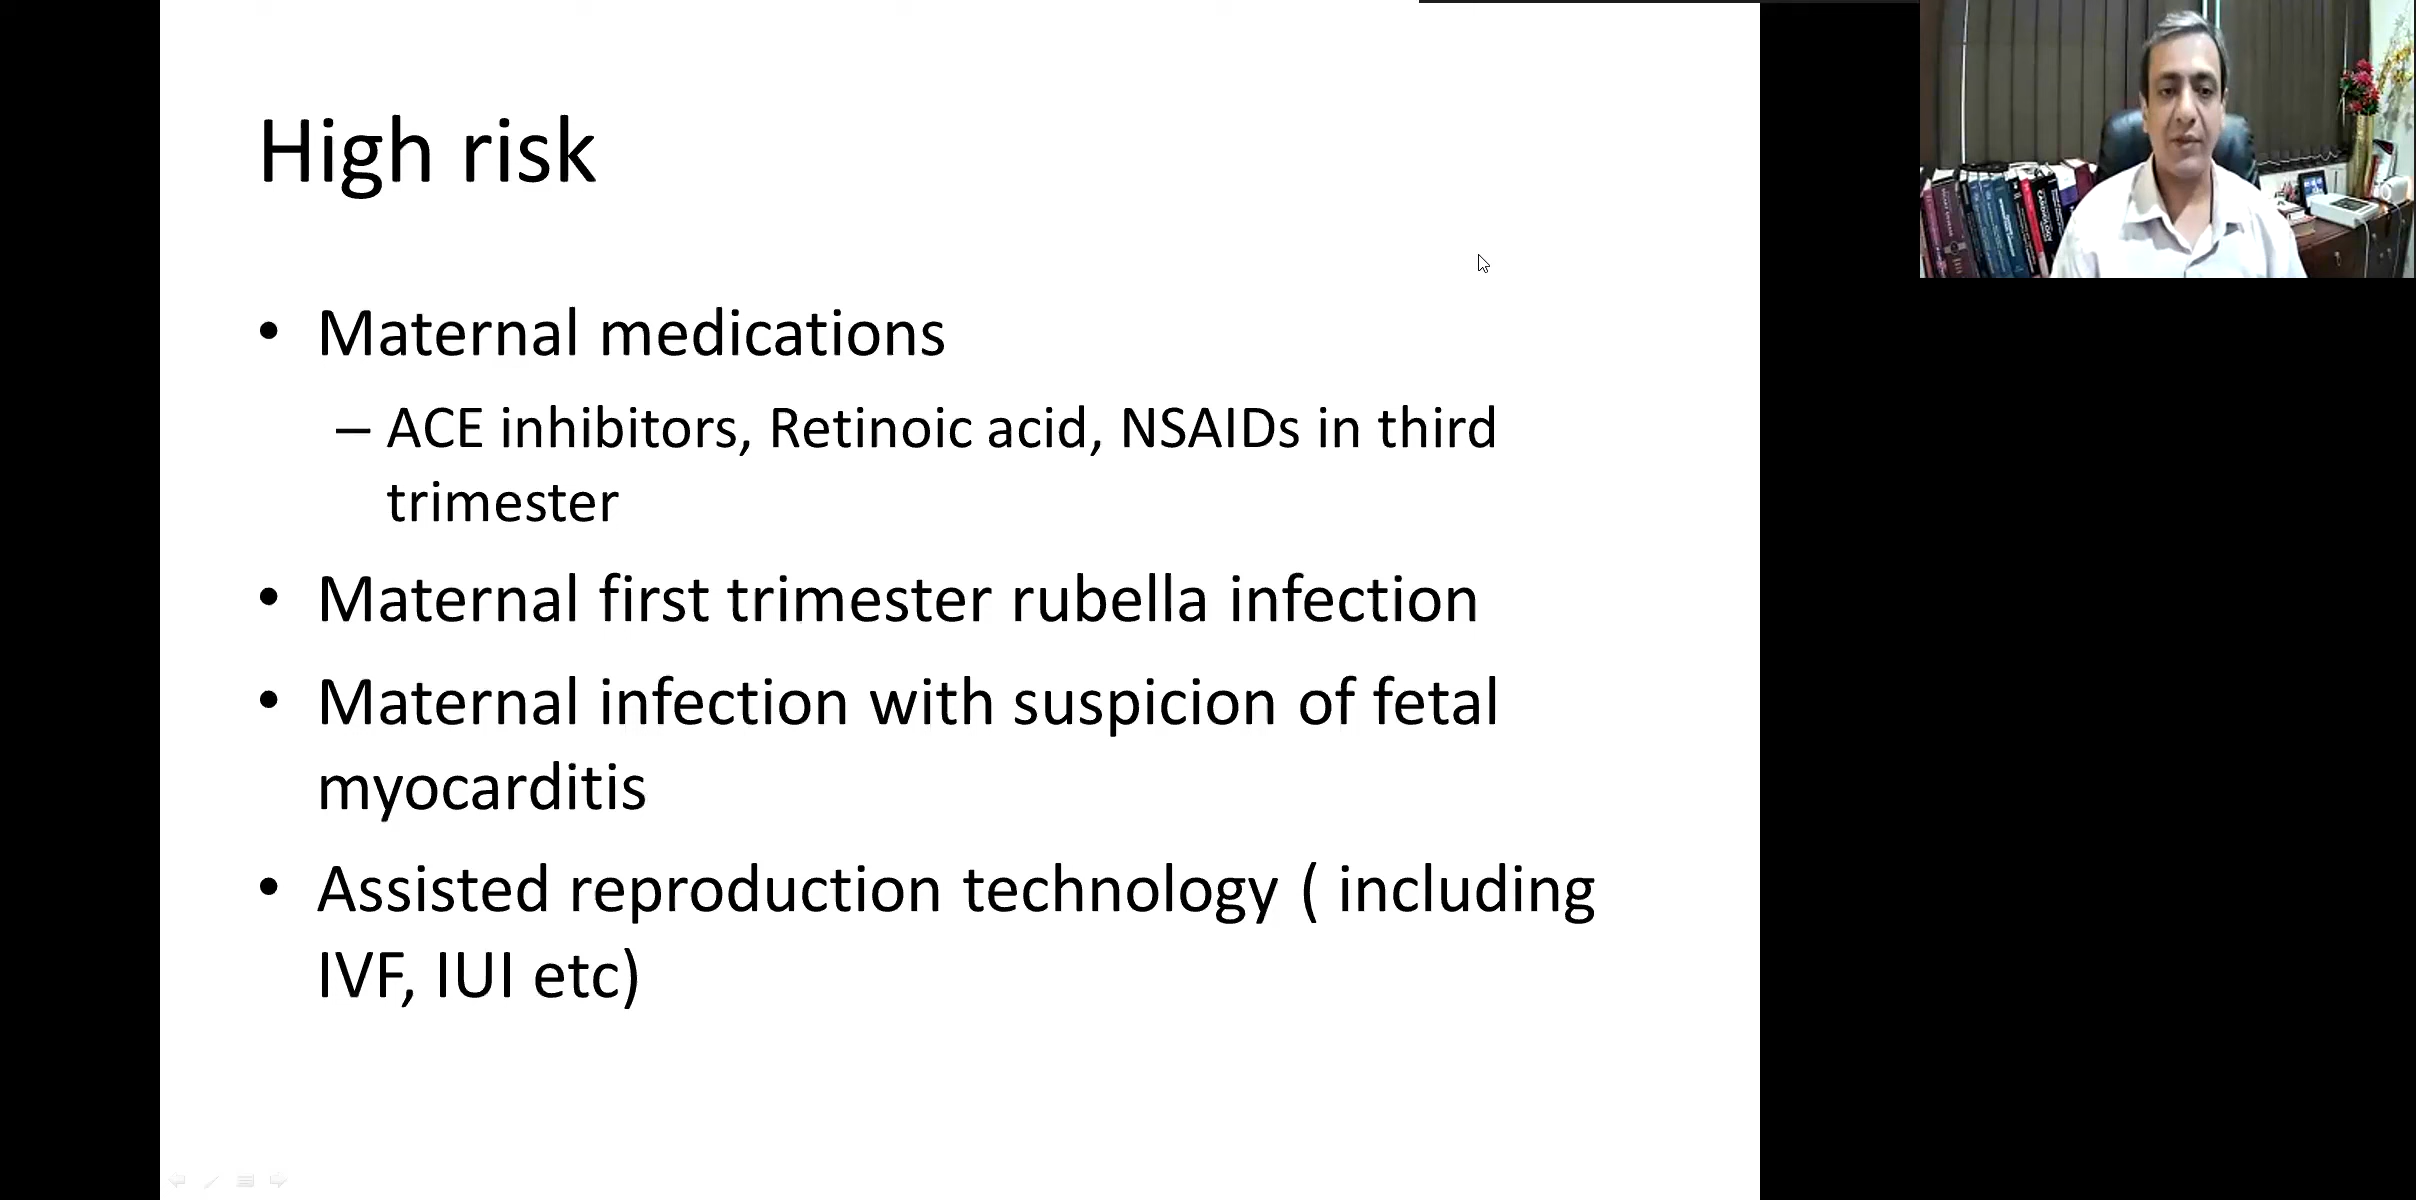 High risk
• Maternal medications
– ACE inhibitors, Retinoic acid, NSAIDs in third
trimester
• Maternal first trimester rubella infection
• Maternal infection with suspicion of fetal
myocarditis
• Assisted reproduction technology ( including
IVF, IUI etc)
CARDIOLOGY